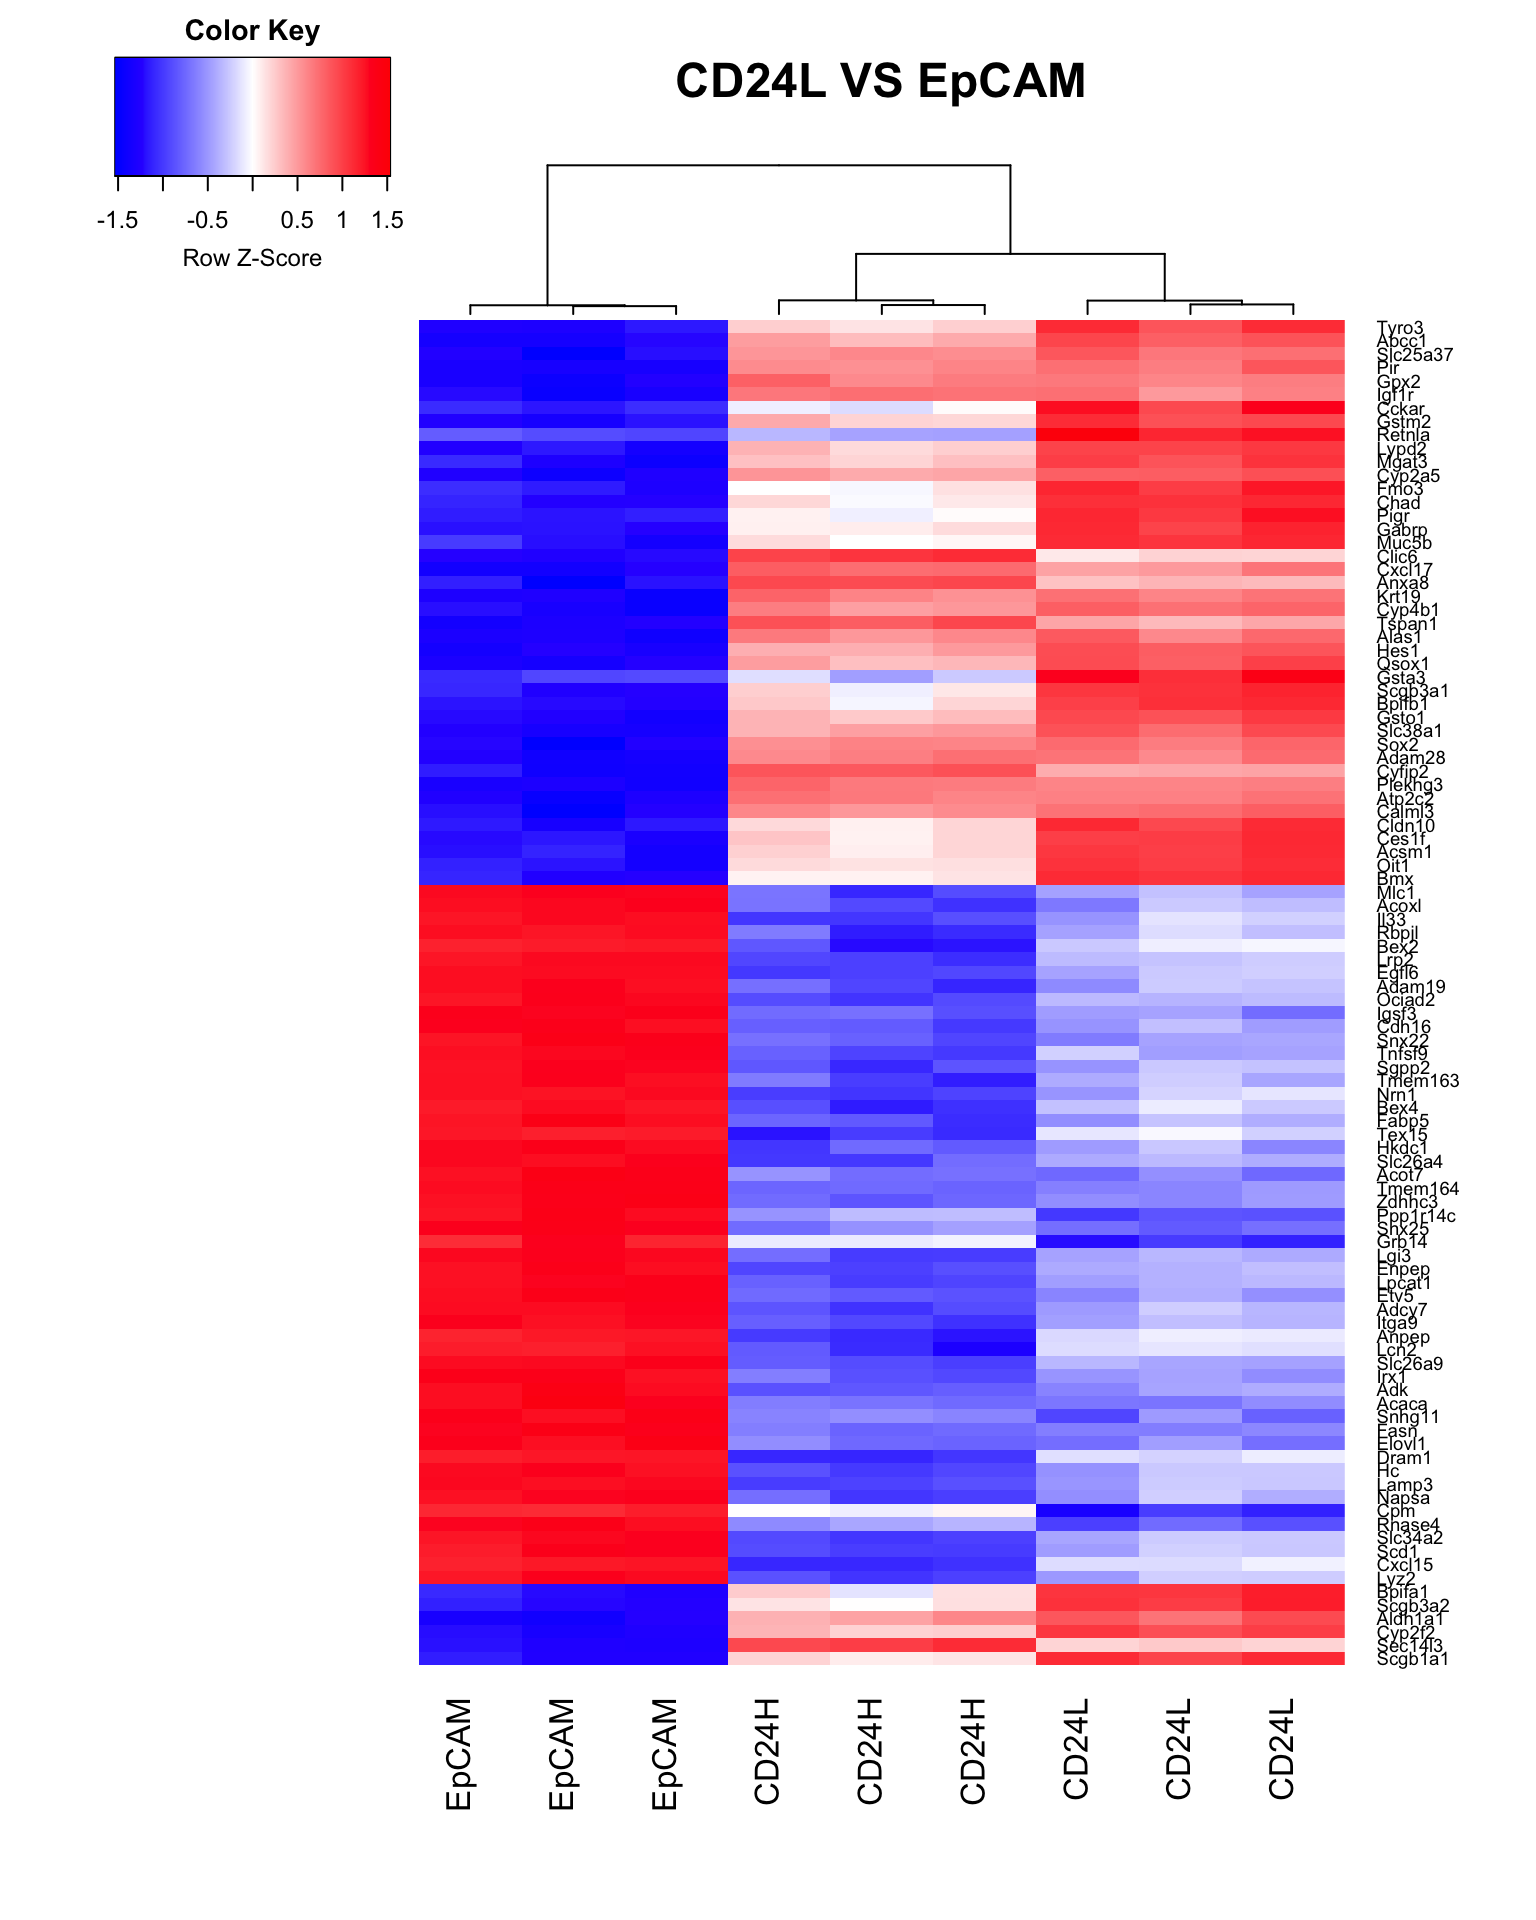 Color Key
CD24L VS EpCAM
-1.5 -0.5 0.5 1 1.5
Row Z-Score
Tyro3
Abcc1
Slc25a37
Pir
Gpx2
Igf1r
Cckar
Gstm2
Retnla
Lypd2
Mgat3
Cyp2a5
Fmo3
Chad
Pigr
Gabrp
Muc5b
Clic6
Cxcl17
Anxa8
Krt19
Cyp4b1
Tspan1
Alas1
Hes1
Qsox1
Gsta3
Scgb3a1
Bpifb1
Gsto1
Slc38a1
Sox2
Adam28
Cyfip2
Plekhg3
Atp2c2
Calml3
Cldn10
Ces1f
Acsm1
Oit1
Bmx
Mlc1
Acoxl
Il33
Rbpjl
Bex2
Lrp2
Egfl6
Adam19
Ociad2
Igsf3
Cdh16
Snx22
Tnfsf9
Sgpp2
Tmem163
Nrn1
Bex4
Fabp5
Tex15
Hkdc1
Slc26a4
Acot7
Tmem164
Zdhhc3
Ppp1r14c
Snx25
Grb14
Lgi3
Enpep
Lpcat1
Etv5
Adcy7
Itga9
Anpep
Lcn2
Slc26a9
Irx1
Adk
Acaca
Snhg11
Fasn
Elovl1
Dram1
Hc
Lamp3
Napsa
Cpm
Rnase4
Slc34a2
Scd1
Cxcl15
Lyz2
Bpifa1
Scgb3a2
Aldh1a1
Cyp2f2
Sec14l3
Scgb1a1
EpCAM EpCAM EpCAM CD24H CD24H CD24H CD24L CD24L CD24L